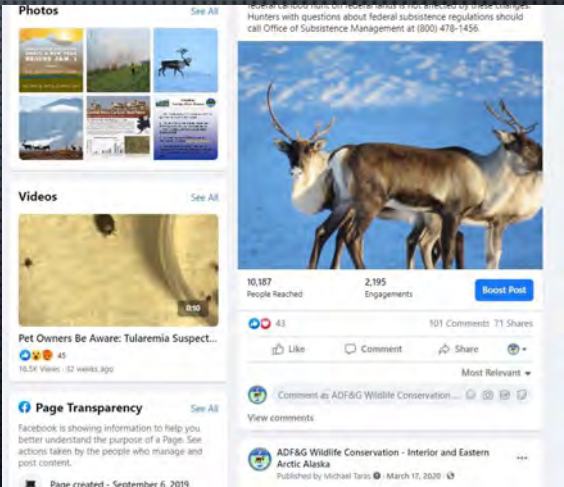 Photos
See All
Videos
See All
0:10
Pet Owners Be Aware: Tularemia Suspect...
45
16.5K Views · 32 weeks ago
Page Transparency
See All
Facebook is showing information to help you
better understand the purpose of a Page. See
actions taken by the people who manage and
post content.
Page created - September 6, 2019
federal caribou hunt on federal lands is not affected by these changes.
Hunters with questions about federal subsistence regulations should
call Office of Subsistence Management at (800) 478-1456.
10,187
People Reached
2,195
Engagements
Boost Post
43
101 Comments 71 Shares
Like
Comment
Share
Most Relevant
Comment as ADF&G Wildlife Conservation ...
View comments
ADF&G Wildlife Conservation - Interior and Eastern
Arctic Alaska
Published by Michael Taras · March 17, 2020 ·